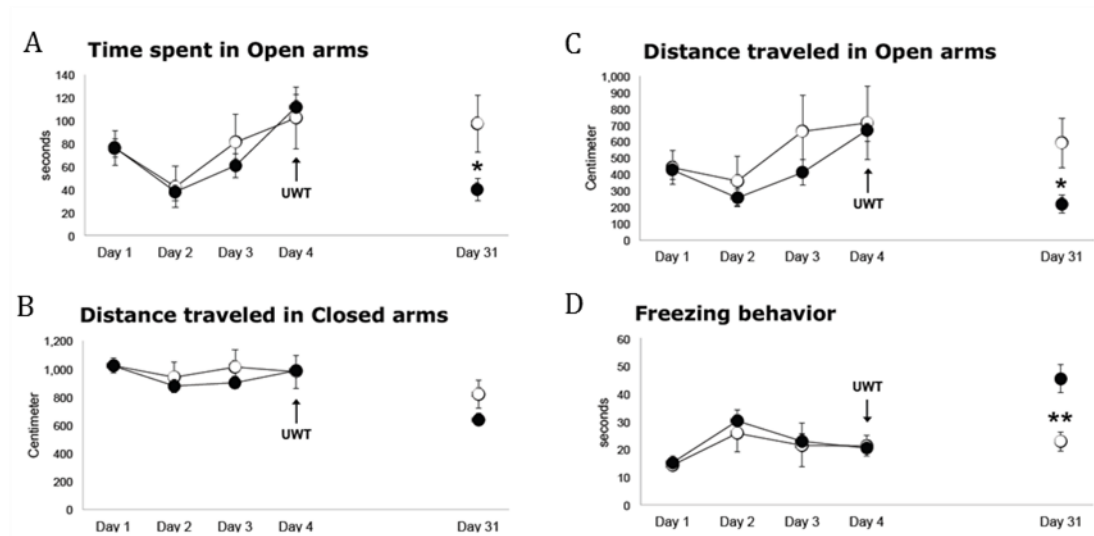 A
Time spent in Open arms
140
120
100
80
60
40
20
0
seconds
UWT
*
Day 1 Day 2 Day 3 Day 4 Day 31
B
Distance traveled in Closed arms
1,200
1,000
800
600
400
200
0
Centimeter
UWT
Day 1 Day 2 Day 3 Day 4 Day 31
C
Distance traveled in Open arms
1,000
900
800
700
600
500
400
300
200
100
0
Centimeter
UWT
*
Day 1 Day 2 Day 3 Day 4 Day 31
D
Freezing behavior
60
50
40
30
20
10
0
seconds
UWT
**
Day 1 Day 2 Day 3 Day 4 Day 31